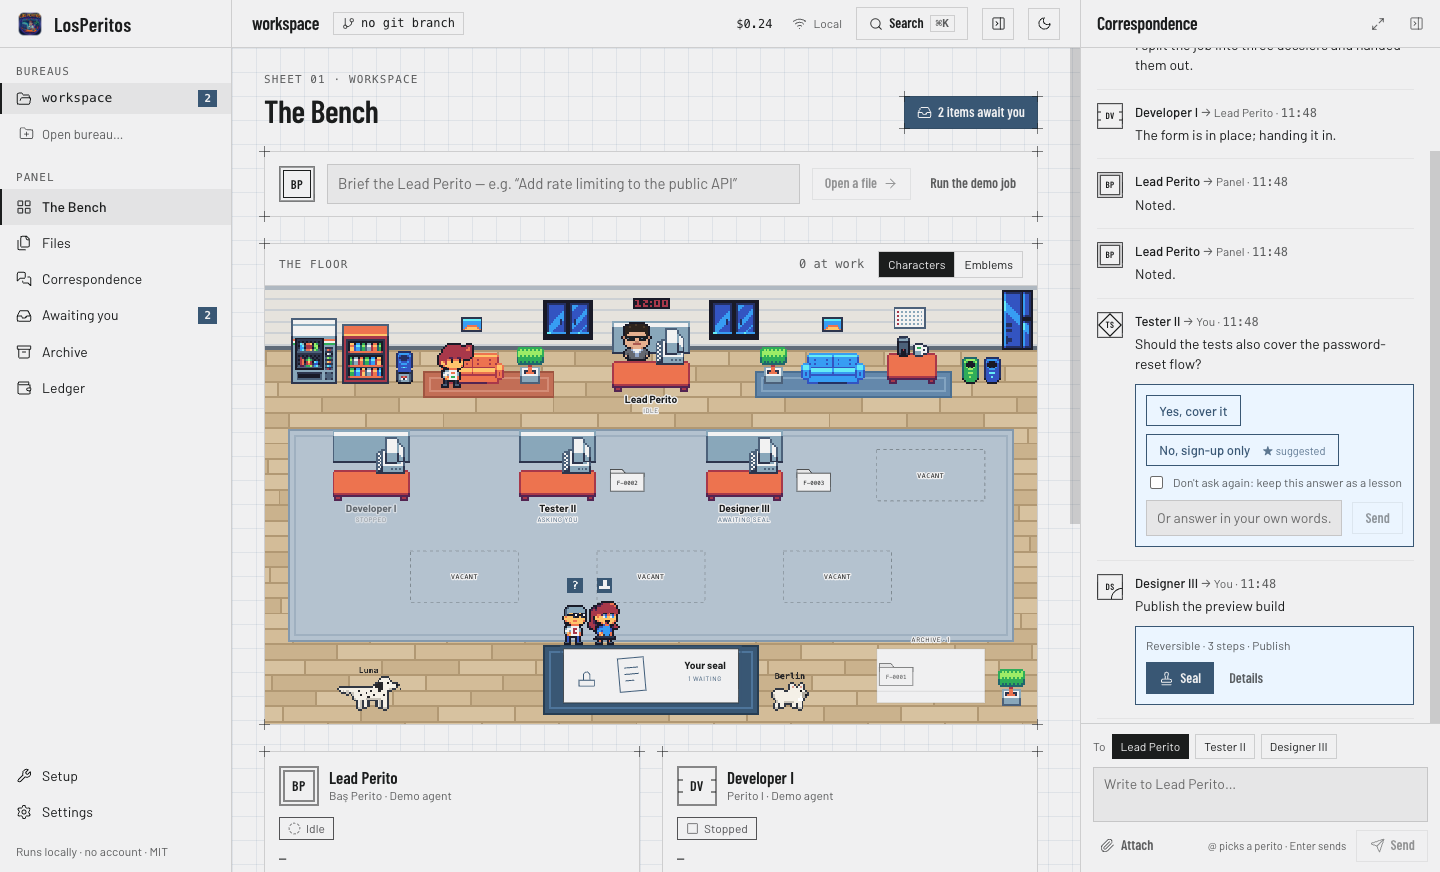 LosPeritos
BUREAUS
workspace
2
Open bureau...
PANEL
The Bench
Files
Correspondence
Awaiting you
2
Archive
Ledger
Setup
Settings
Runs locally · no account · MIT
workspace
no git branch
$0.24
Local
Search
⌘K
SHEET 01 · WORKSPACE
The Bench
2 items await you
BP
Brief the Lead Perito — e.g. “Add rate limiting to the public API”
Open a file →
Run the demo job
THE FLOOR
0 at work
Characters
Emblems
12:00
Lead Perito
IDLE
F-0002
F-0003
VACANT
Developer I
STOPPED
Tester II
ASKING YOU
Designer III
AWAITING SEAL
VACANT
VACANT
VACANT
?
ARCHIVE · 1
Luma
Your seal
1 WAITING
Berlin
F-0001
BP
Lead Perito
Baş Perito · Demo agent
Idle
–
DV
Developer I
Perito I · Demo agent
Stopped
–
Correspondence
I split the job into three dossiers and handed
them out.
DV
Developer I → Lead Perito · 11:48
The form is in place; handing it in.
BP
Lead Perito → Panel · 11:48
Noted.
BP
Lead Perito → Panel · 11:48
Noted.
TS
Tester II → You · 11:48
Should the tests also cover the password-
reset flow?
Yes, cover it
No, sign-up only ★ suggested
Don't ask again: keep this answer as a lesson
Or answer in your own words.
Send
DS
Designer III → You · 11:48
Publish the preview build
Reversible · 3 steps · Publish
Seal
Details
To
Lead Perito
Tester II
Designer III
Write to Lead Perito...
Attach
@ picks a perito · Enter sends
Send